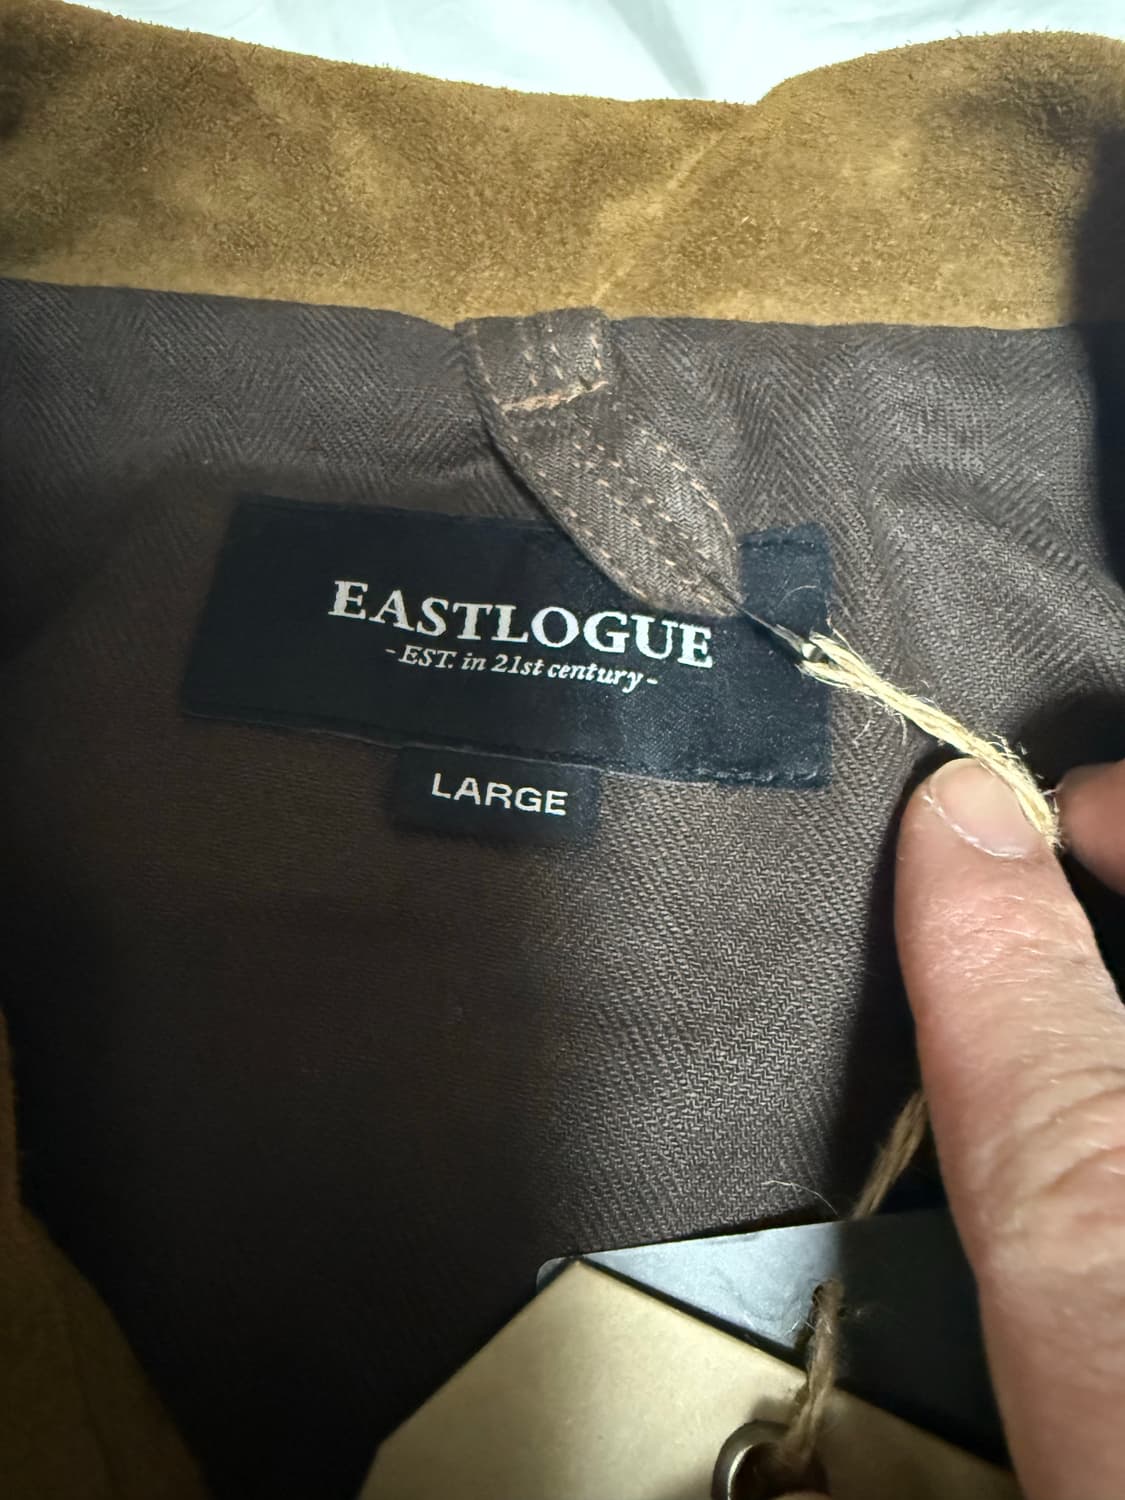 EASTLOGUE
- EST. in 21st century -
LARGE